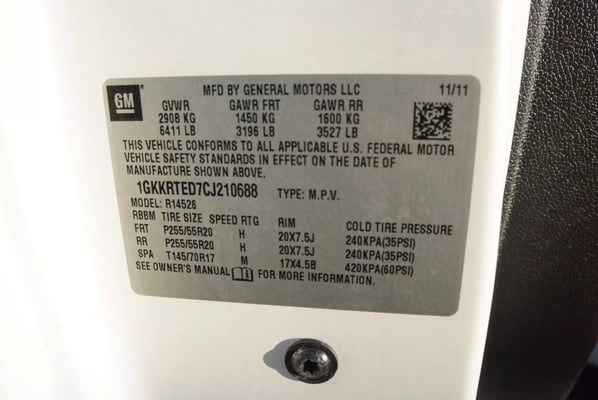 GM
MFD BY GENERAL MOTORS LLC 11/11
GVWR GAWR FRT GAWR RR
2908 KG 1450 KG 1600 KG
6411 LB 3196 LB 3527 LB
THIS VEHICLE CONFORMS TO ALL APPLICABLE U.S. FEDERAL MOTOR
VEHICLE SAFETY STANDARDS IN EFFECT ON THE DATE OF
MANUFACTURE SHOWN ABOVE.
1GKKRTED7CJ210688 TYPE: M.P.V.
MODEL: R14526
RBBM TIRE SIZE SPEED RTG RIM COLD TIRE PRESSURE
FRT P255/55R20 H 20X7.5J 240KPA(35PSI)
RR P255/55R20 H 20X7.5J 240KPA(35PSI)
SPA T145/70R17 M 17X4.5B 420KPA(60PSI)
SEE OWNER'S MANUAL FOR MORE INFORMATION.